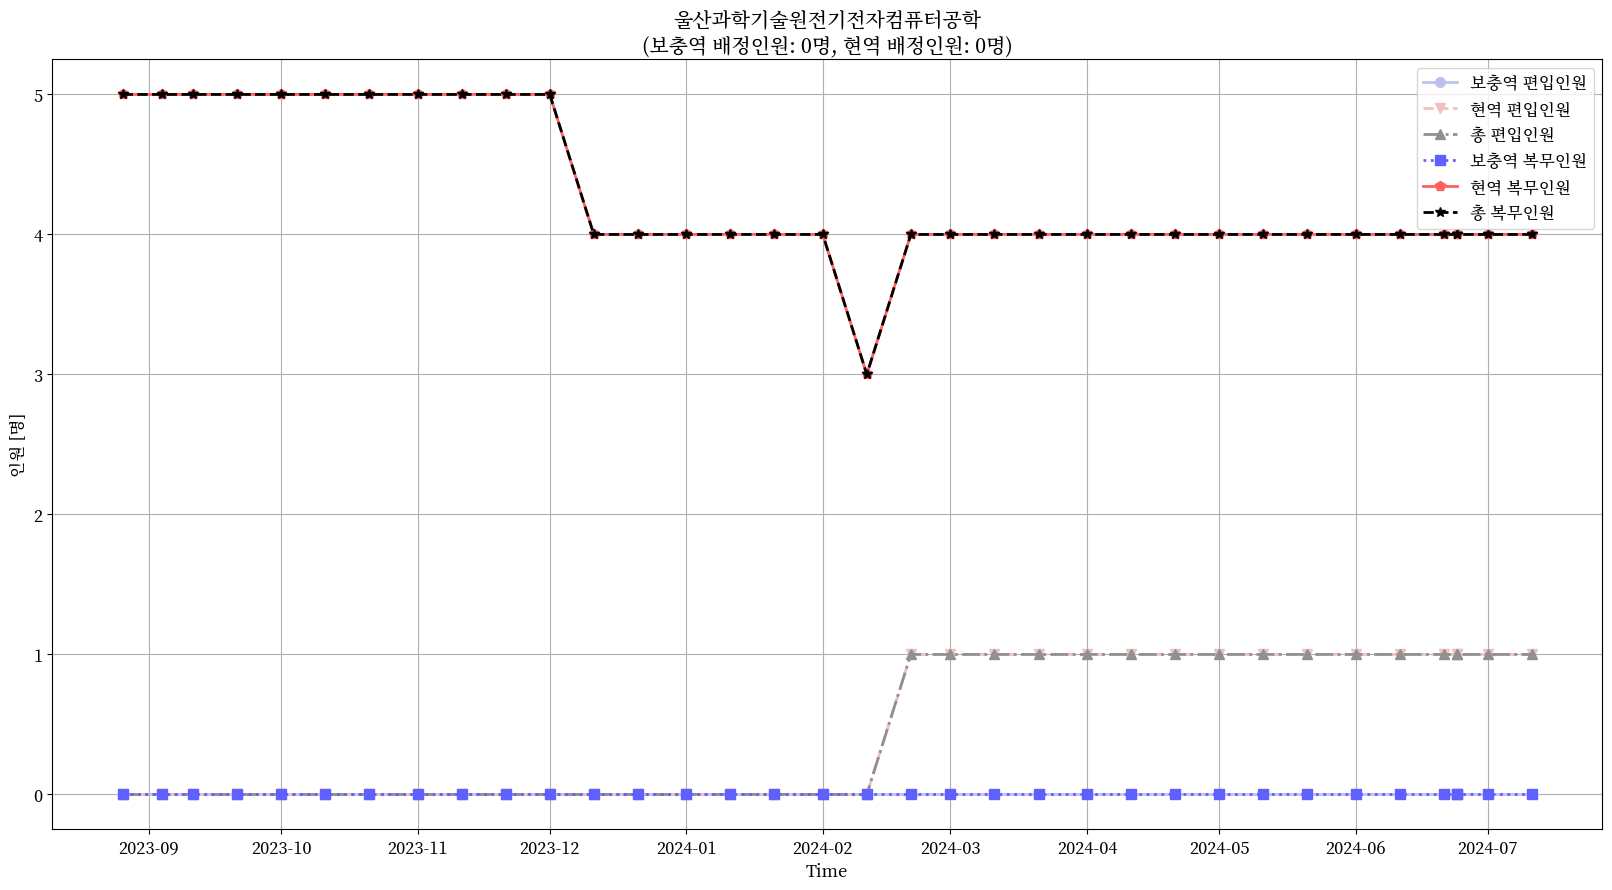 울산과학기술원전기전자컴퓨터공학
(보충역 배정인원: 0명, 현역 배정인원: 0명)
보충역 편입인원
현역 편입인원
총 편입인원
보충역 복무인원
현역 복무인원
총 복무인원
인원 [명]
5
4
3
2
1
0
2023-09
2023-10
2023-11
2023-12
2024-01
2024-02
2024-03
2024-04
2024-05
2024-06
2024-07
Time